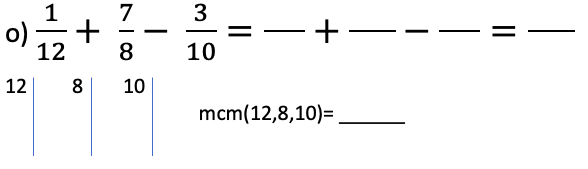 o) 1/12 + 7/8 − 3/10 = — + — − — = —
12 8 10
mcm(12,8,10)= ______